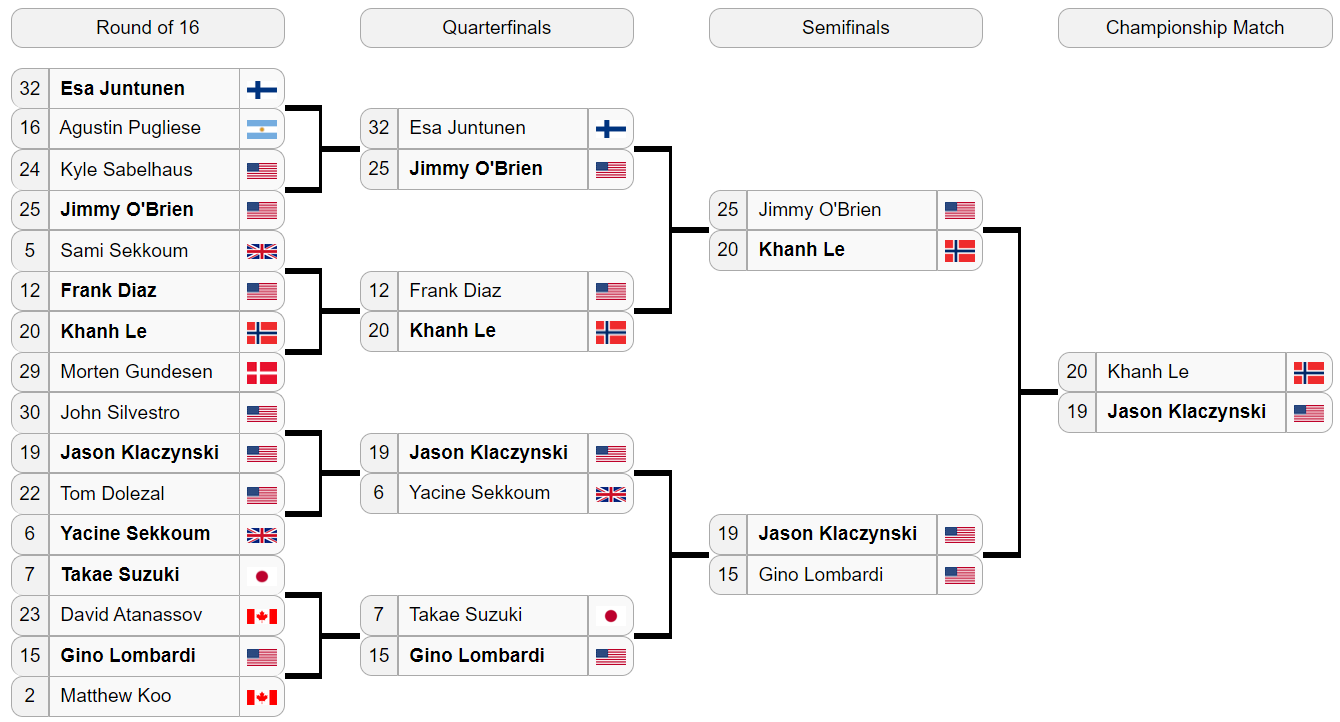 Round of 16
Quarterfinals
Semifinals
Championship Match
32 Esa Juntunen
16 Agustin Pugliese
24 Kyle Sabelhaus
25 Jimmy O'Brien
5 Sami Sekkoum
12 Frank Diaz
20 Khanh Le
29 Morten Gundesen
30 John Silvestro
19 Jason Klaczynski
22 Tom Dolezal
6 Yacine Sekkoum
7 Takae Suzuki
23 David Atanassov
15 Gino Lombardi
2 Matthew Koo
32 Esa Juntunen
25 Jimmy O'Brien
12 Frank Diaz
20 Khanh Le
19 Jason Klaczynski
6 Yacine Sekkoum
7 Takae Suzuki
15 Gino Lombardi
25 Jimmy O'Brien
20 Khanh Le
19 Jason Klaczynski
15 Gino Lombardi
20 Khanh Le
19 Jason Klaczynski